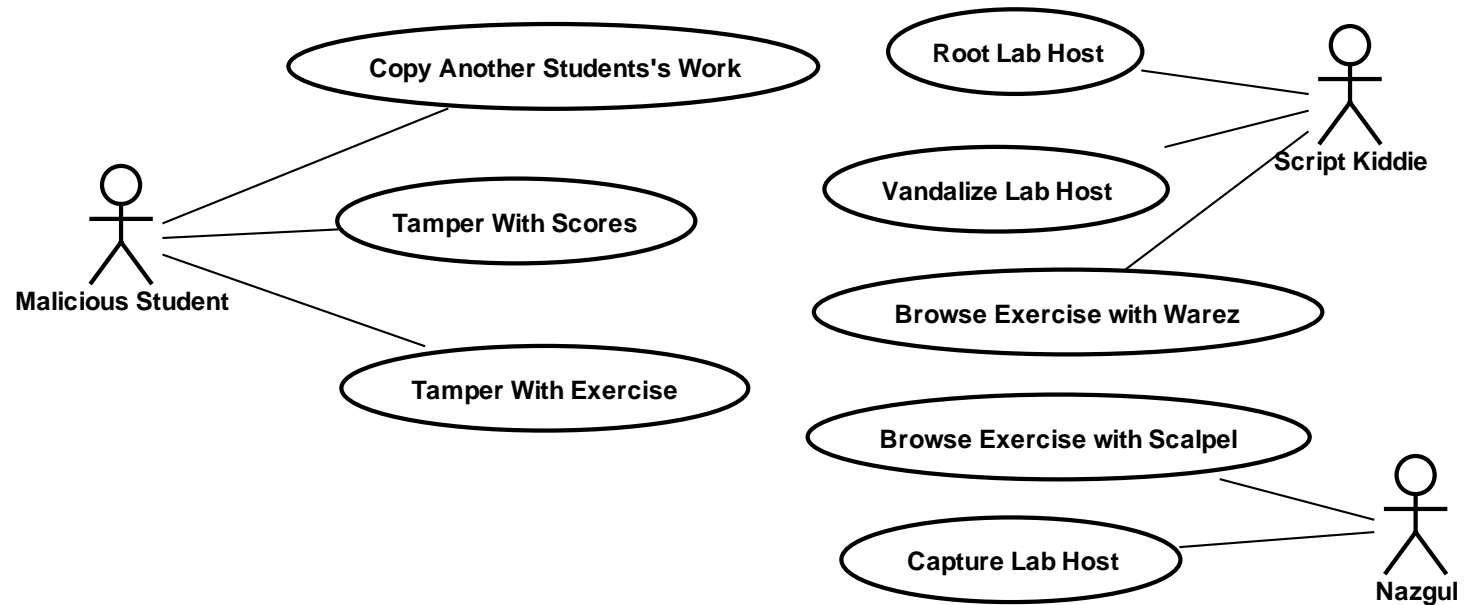 Copy Another Students's Work
Root Lab Host
Script Kiddie
Vandalize Lab Host
Tamper With Scores
Malicious Student
Browse Exercise with Warez
Tamper With Exercise
Browse Exercise with Scalpel
Capture Lab Host
Nazgul